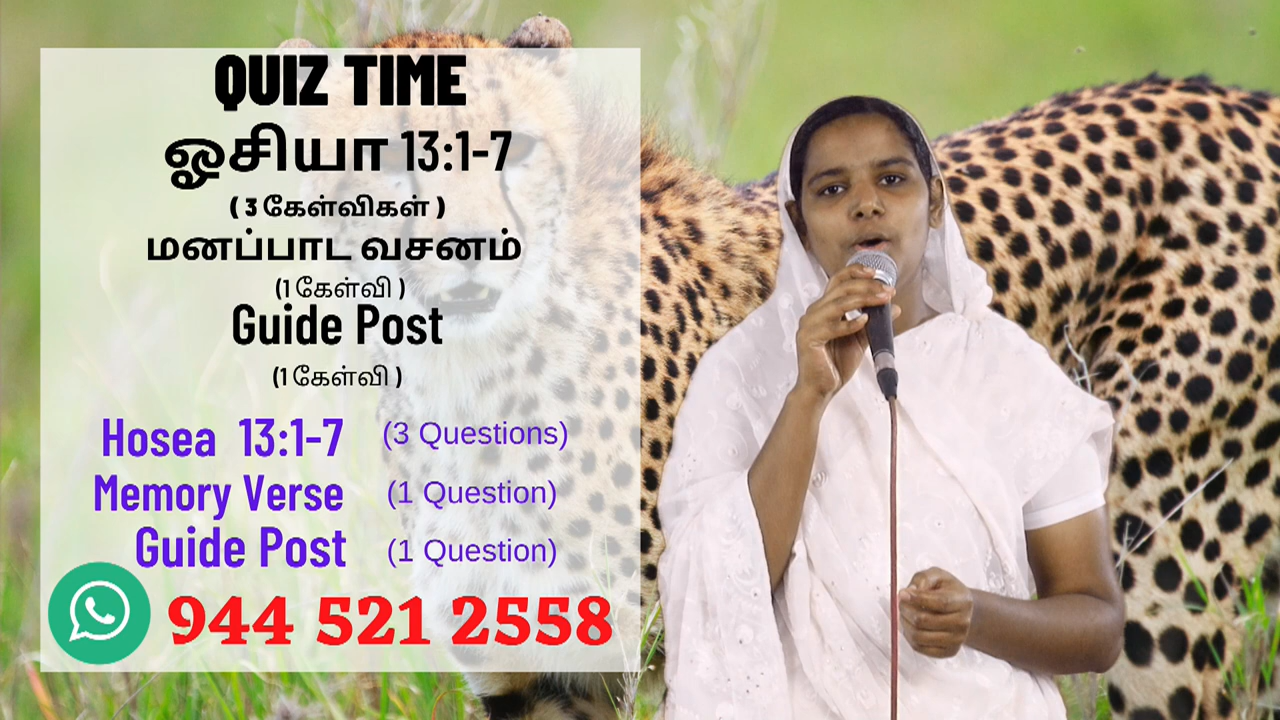 QUIZ TIME
ஓசியா 13:1-7
( 3 கேள்விகள் )
மனப்பாட வசனம்
(1 கேள்வி )
Guide Post
(1 கேள்வி )
Hosea 13:1-7 (3 Questions)
Memory Verse (1 Question)
Guide Post (1 Question)
944 521 2558